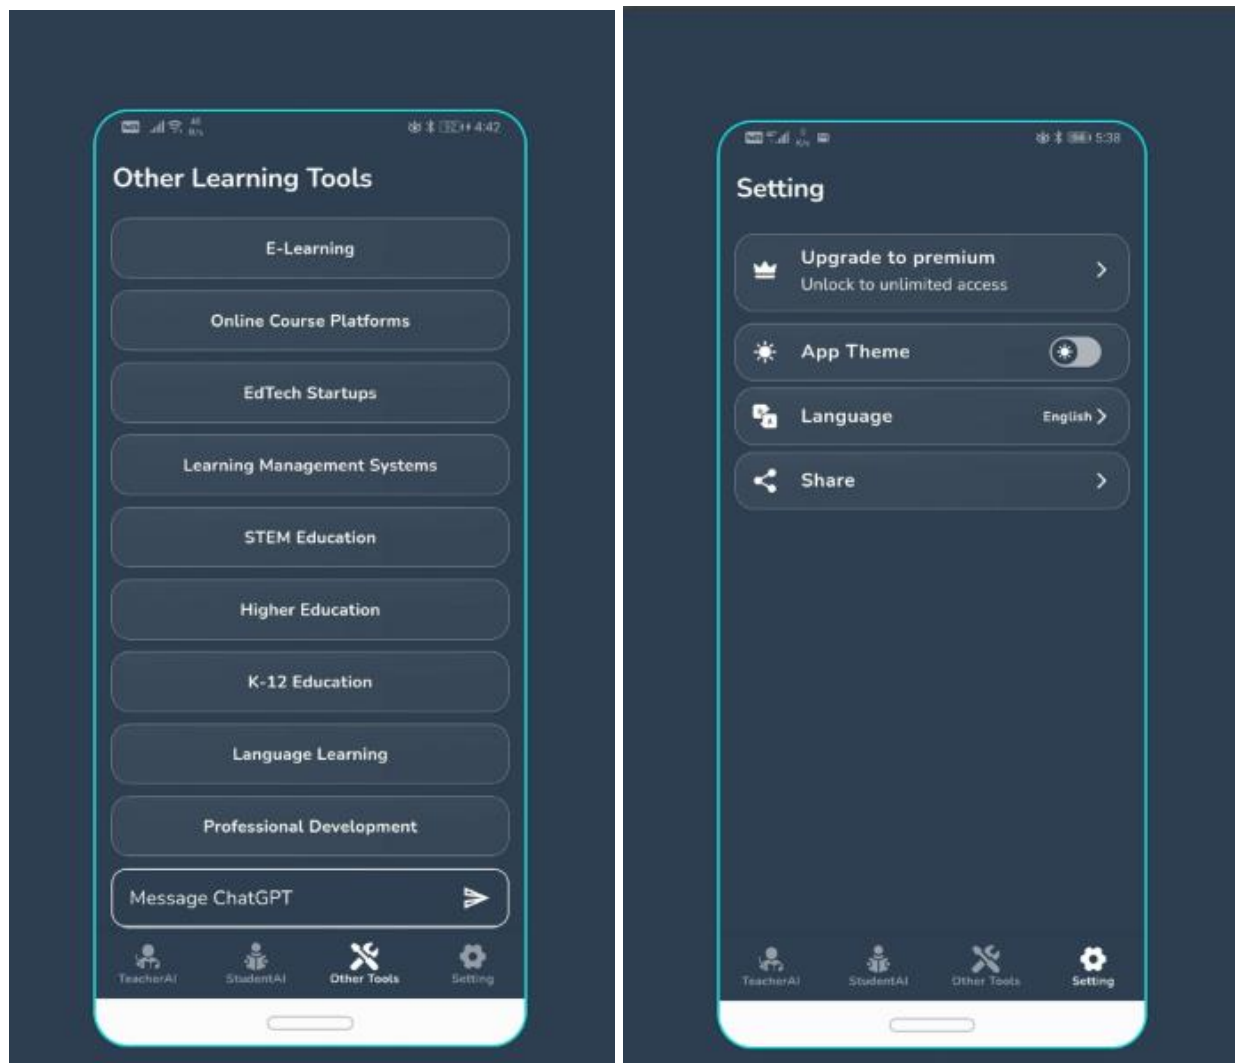 4:42
Other Learning Tools
E-Learning
Online Course Platforms
EdTech Startups
Learning Management Systems
STEM Education
Higher Education
K-12 Education
Language Learning
Professional Development
Message ChatGPT
TeacherAI StudentAI Other Tools Setting
5:38
Setting
Upgrade to premium
Unlock to unlimited access
App Theme
Language English
Share
TeacherAI StudentAI Other Tools Setting